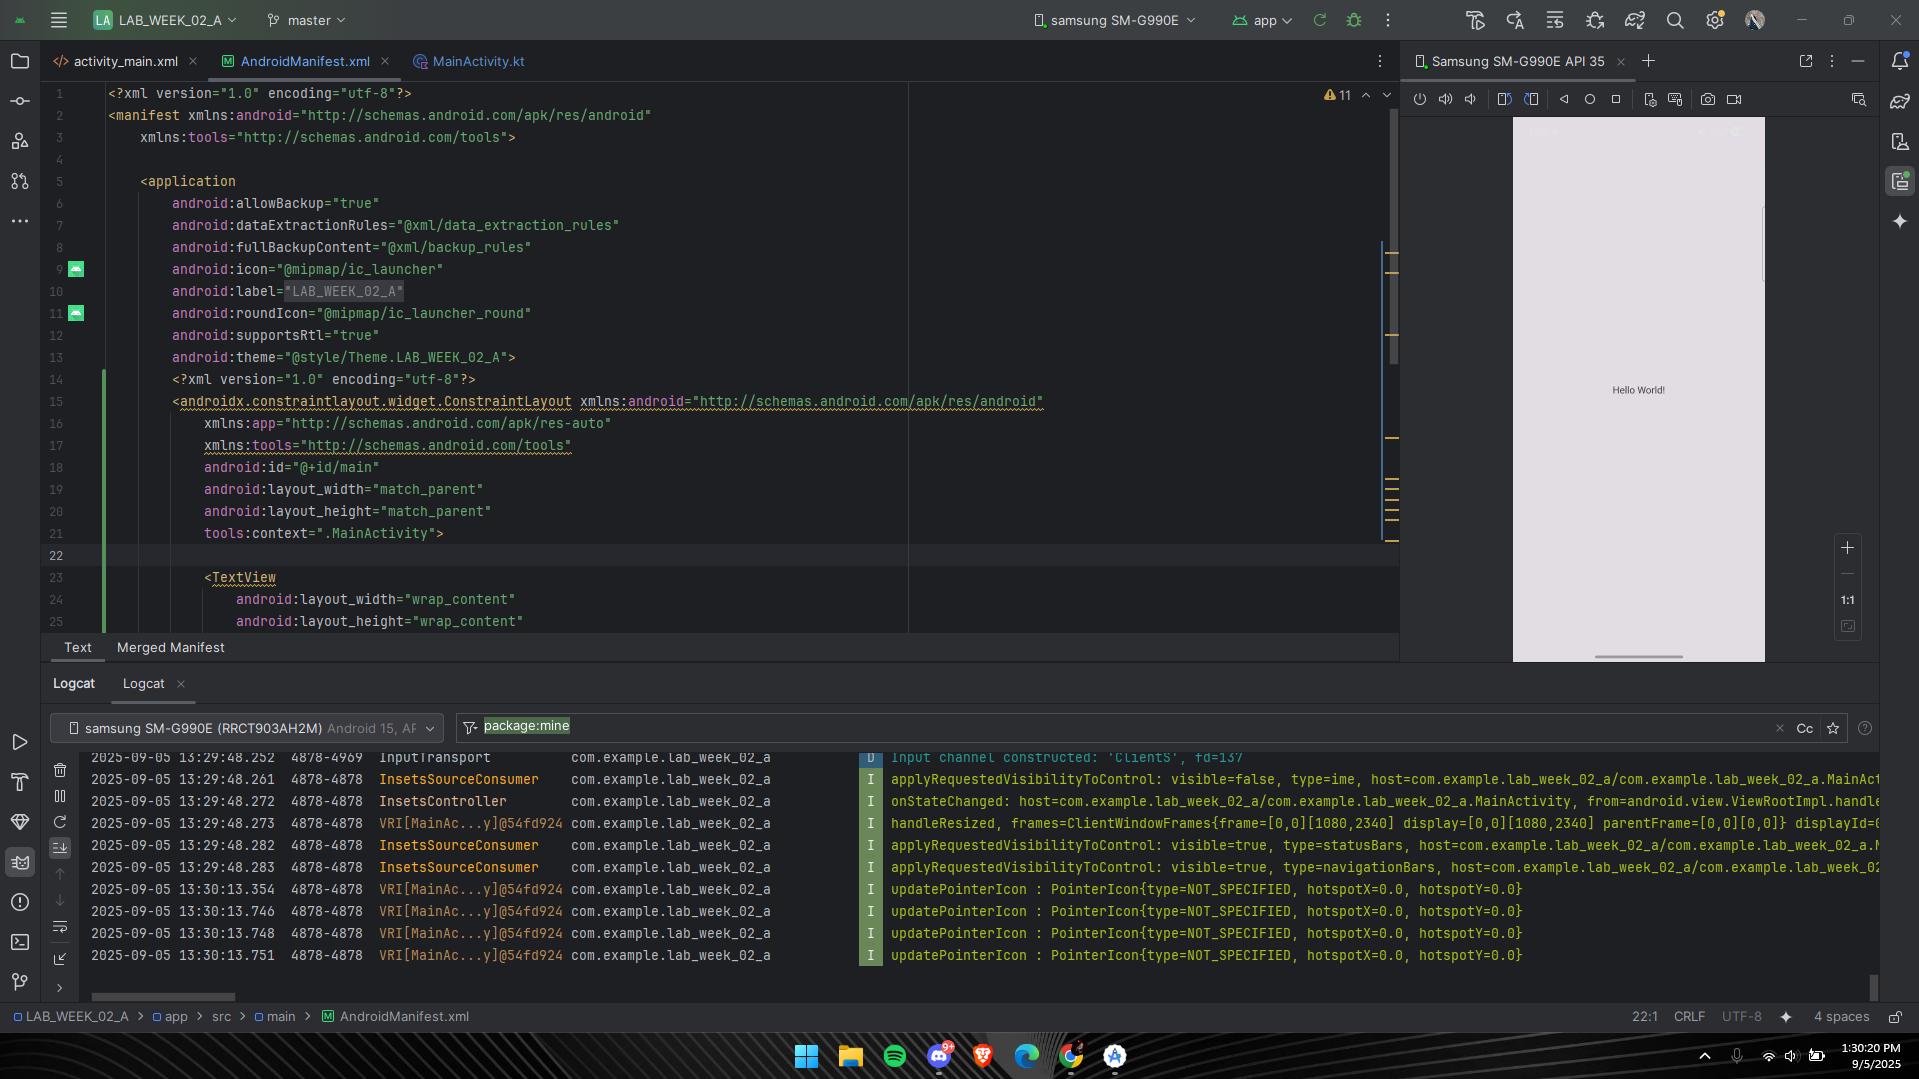 LA LAB_WEEK_02_A
master
samsung SM-G990E
app
activity_main.xml
AndroidManifest.xml
MainActivity.kt
Samsung SM-G990E API 35
11
1 <?xml version="1.0" encoding="utf-8"?>
2 <manifest xmlns:android="http://schemas.android.com/apk/res/android"
3 xmlns:tools="http://schemas.android.com/tools">
4
5 <application
6 android:allowBackup="true"
7 android:dataExtractionRules="@xml/data_extraction_rules"
8 android:fullBackupContent="@xml/backup_rules"
9 android:icon="@mipmap/ic_launcher"
10 android:label="LAB_WEEK_02_A"
11 android:roundIcon="@mipmap/ic_launcher_round"
12 android:supportsRtl="true"
13 android:theme="@style/Theme.LAB_WEEK_02_A">
14 <?xml version="1.0" encoding="utf-8"?>
15 <androidx.constraintlayout.widget.ConstraintLayout xmlns:android="http://schemas.android.com/apk/res/android"
16 xmlns:app="http://schemas.android.com/apk/res-auto"
17 xmlns:tools="http://schemas.android.com/tools"
18 android:id="@+id/main"
19 android:layout_width="match_parent"
20 android:layout_height="match_parent"
21 tools:context=".MainActivity">
22
23 <TextView
24 android:layout_width="wrap_content"
25 android:layout_height="wrap_content"
Hello World!
1:1
Text Merged Manifest
Logcat Logcat
samsung SM-G990E (RRCT903AH2M) Android 15, AP
package:mine
Cc
2025-09-05 13:29:48.252 4878-4969 InputTransport com.example.lab_week_02_a D Input channel constructed: 'ClientS', fd=137
2025-09-05 13:29:48.261 4878-4878 InsetsSourceConsumer com.example.lab_week_02_a I applyRequestedVisibilityToControl: visible=false, type=ime, host=com.example.lab_week_02_a/com.example.lab_week_02_a.MainAct
2025-09-05 13:29:48.272 4878-4878 InsetsController com.example.lab_week_02_a I onStateChanged: host=com.example.lab_week_02_a/com.example.lab_week_02_a.MainActivity, from=android.view.ViewRootImpl.handle
2025-09-05 13:29:48.273 4878-4878 VRI[MainAc...y]@54fd924 com.example.lab_week_02_a I handleResized, frames=ClientWindowFrames{frame=[0,0][1080,2340] display=[0,0][1080,2340] parentFrame=[0,0][0,0]} displayId=0
2025-09-05 13:29:48.282 4878-4878 InsetsSourceConsumer com.example.lab_week_02_a I applyRequestedVisibilityToControl: visible=true, type=statusBars, host=com.example.lab_week_02_a/com.example.lab_week_02_a.M
2025-09-05 13:29:48.283 4878-4878 InsetsSourceConsumer com.example.lab_week_02_a I applyRequestedVisibilityToControl: visible=true, type=navigationBars, host=com.example.lab_week_02_a/com.example.lab_week_02
2025-09-05 13:30:13.354 4878-4878 VRI[MainAc...y]@54fd924 com.example.lab_week_02_a I updatePointerIcon : PointerIcon{type=NOT_SPECIFIED, hotspotX=0.0, hotspotY=0.0}
2025-09-05 13:30:13.746 4878-4878 VRI[MainAc...y]@54fd924 com.example.lab_week_02_a I updatePointerIcon : PointerIcon{type=NOT_SPECIFIED, hotspotX=0.0, hotspotY=0.0}
2025-09-05 13:30:13.748 4878-4878 VRI[MainAc...y]@54fd924 com.example.lab_week_02_a I updatePointerIcon : PointerIcon{type=NOT_SPECIFIED, hotspotX=0.0, hotspotY=0.0}
2025-09-05 13:30:13.751 4878-4878 VRI[MainAc...y]@54fd924 com.example.lab_week_02_a I updatePointerIcon : PointerIcon{type=NOT_SPECIFIED, hotspotX=0.0, hotspotY=0.0}
LAB_WEEK_02_A > app > src > main > AndroidManifest.xml
22:1 CRLF UTF-8 4 spaces
9+
1:30:20 PM
9/5/2025